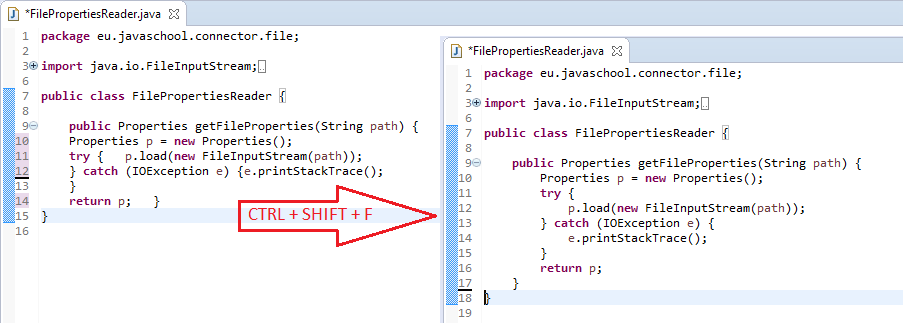 *FilePropertiesReader.java
1 package eu.javaschool.connector.file;
2
3 import java.io.FileInputStream;
6
7 public class FilePropertiesReader {
8
9     public Properties getFileProperties(String path) {
10     Properties p = new Properties();
11     try {   p.load(new FileInputStream(path));
12     } catch (IOException e) {e.printStackTrace();
13     }
14     return p;   }
15 }
16
CTRL + SHIFT + F
*FilePropertiesReader.java
1 package eu.javaschool.connector.file;
2
3 import java.io.FileInputStream;
6
7 public class FilePropertiesReader {
8
9     public Properties getFileProperties(String path) {
10         Properties p = new Properties();
11         try {
12             p.load(new FileInputStream(path));
13         } catch (IOException e) {
14             e.printStackTrace();
15         }
16         return p;
17     }
18 }
19